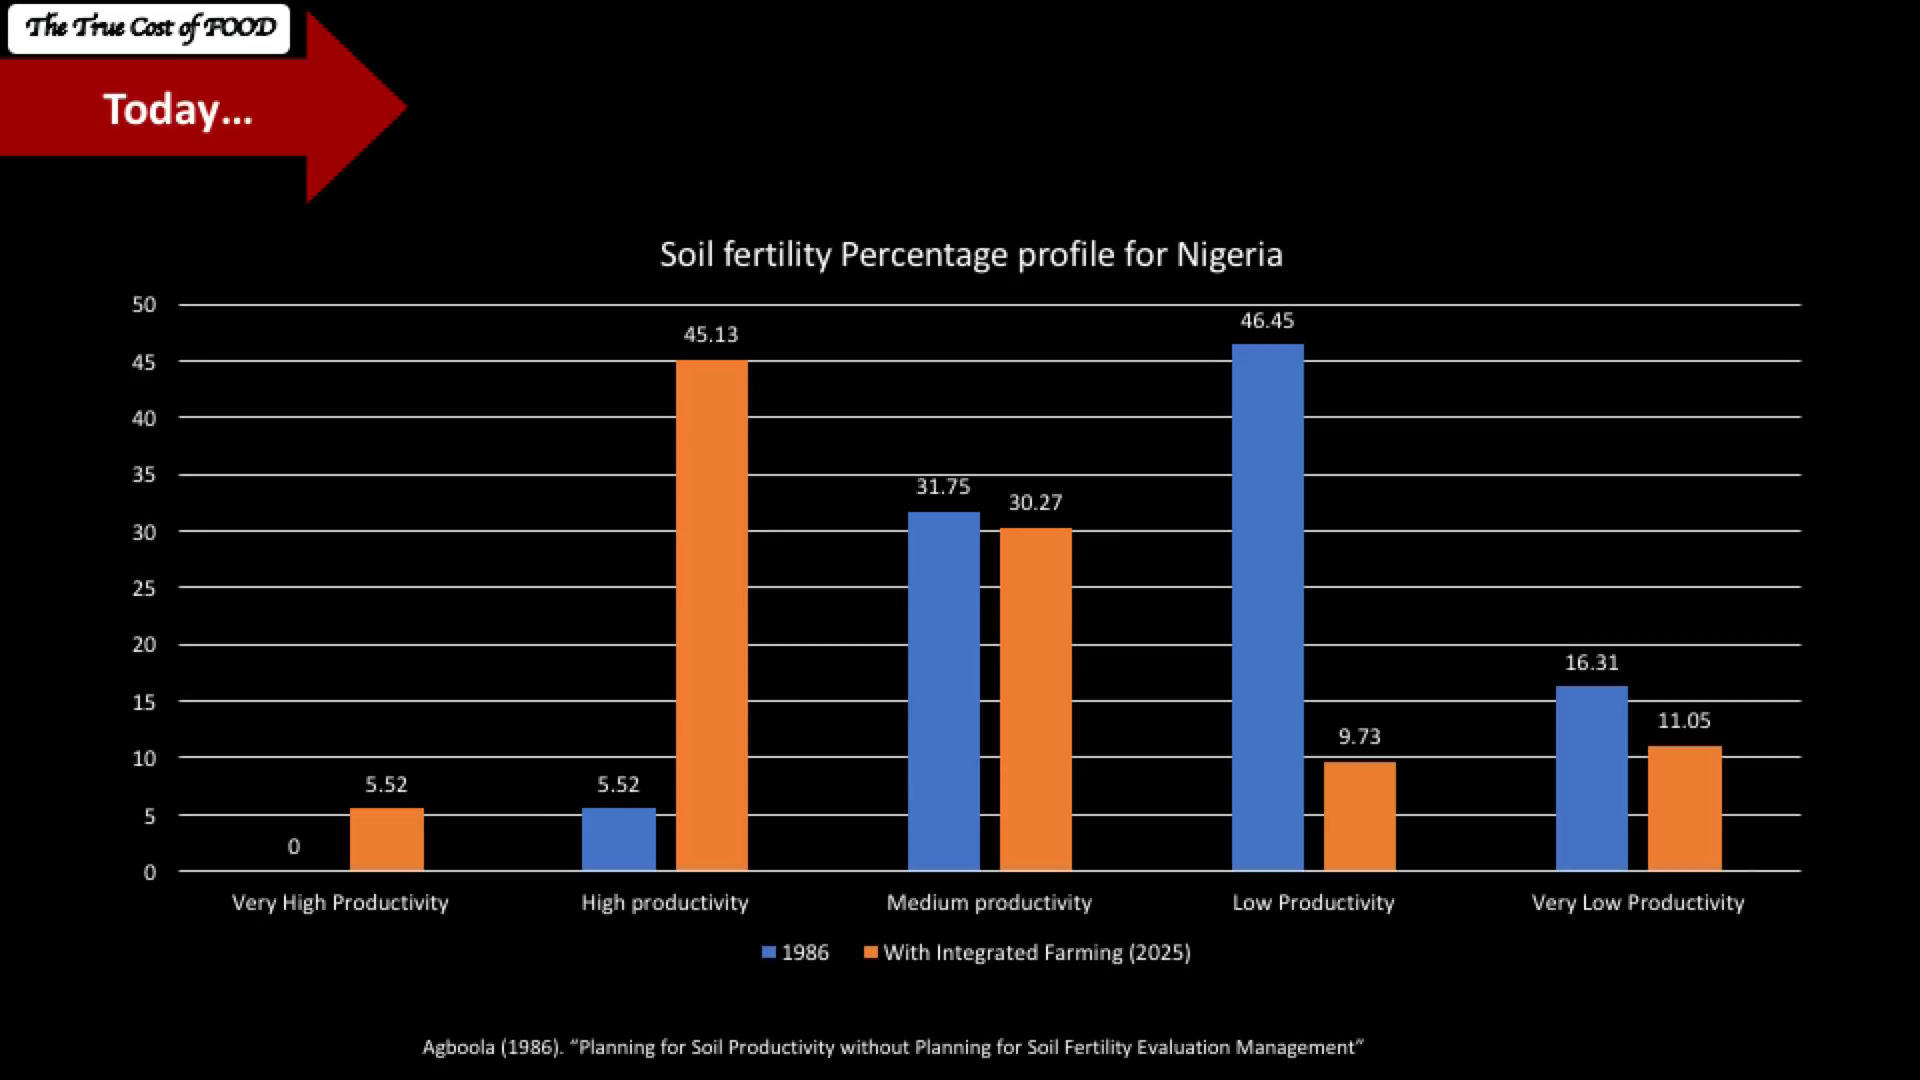 The True Cost of FOOD
Today...
Soil fertility Percentage profile for Nigeria
50
45
40
35
30
25
20
15
10
5
0
0
5.52
5.52
45.13
31.75
30.27
46.45
9.73
16.31
11.05
Very High Productivity
High productivity
Medium productivity
Low Productivity
Very Low Productivity
1986
With Integrated Farming (2025)
Agboola (1986). “Planning for Soil Productivity without Planning for Soil Fertility Evaluation Management”